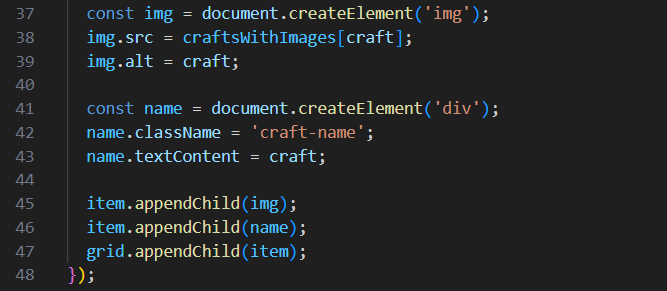 37 const img = document.createElement('img');
38 img.src = craftsWithImages[craft];
39 img.alt = craft;
40
41 const name = document.createElement('div');
42 name.className = 'craft-name';
43 name.textContent = craft;
44
45 item.appendChild(img);
46 item.appendChild(name);
47 grid.appendChild(item);
48 });